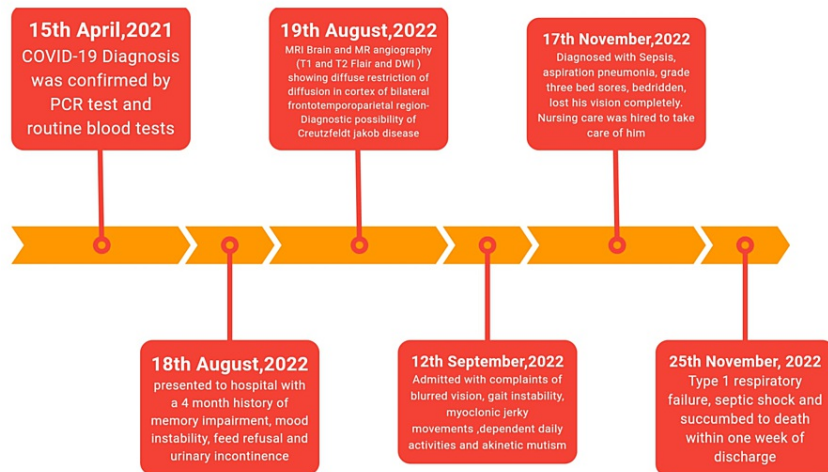 15th April,2021
COVID-19 Diagnosis
was confirmed by
PCR test and
routine blood tests
18th August,2022
presented to hospital with
a 4 month history of
memory impairment, mood
instability, feed refusal and
urinary incontinence
19th August,2022
MRI Brain and MR angiography
(T1 and T2 Flair and DWI )
showing diffuse restriction of
diffusion in cortex of bilateral
frontotemporoparietal region-
Diagnostic possibility of
Creutzfeldt jakob disease
12th September,2022
Admitted with complaints of
blurred vision, gait instability,
myoclonic jerky
movements ,dependent daily
activities and akinetic mutism
17th November,2022
Diagnosed with Sepsis,
aspiration pneumonia, grade
three bed sores, bedridden,
lost his vision completely.
Nursing care was hired to take
care of him
25th November, 2022
Type 1 respiratory
failure, septic shock and
succumbed to death
within one week of
discharge